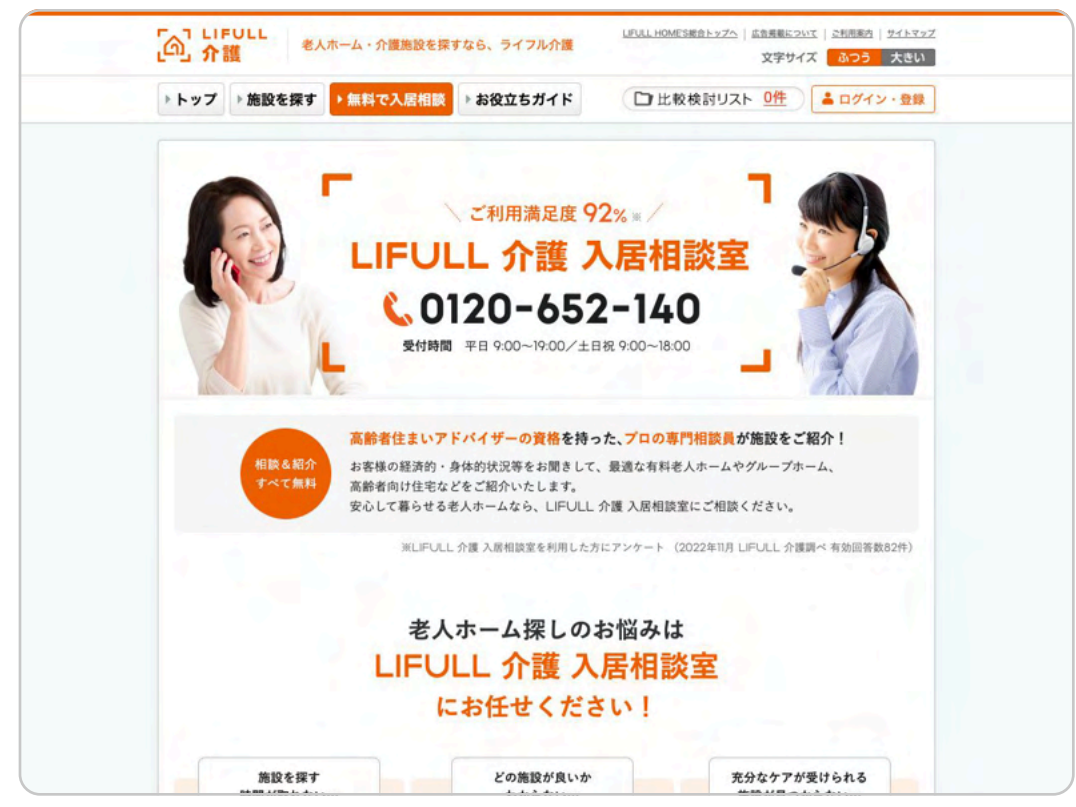 LIFULL
介護
老人ホーム・介護施設を探すなら、ライフル介護
LIFULL HOME'S総合トップへ | 広告掲載について | ご利用案内 | サイトマップ
文字サイズ ふつう 大きい
トップ 施設を探す 無料で入居相談 お役立ちガイド 比較検討リスト 0件 ログイン・登録
ご利用満足度 92% ※
LIFULL 介護 入居相談室
0120-652-140
受付時間 平日 9:00〜19:00／土日祝 9:00〜18:00
相談＆紹介
すべて無料
高齢者住まいアドバイザーの資格を持った、プロの専門相談員が施設をご紹介！
お客様の経済的・身体的状況等をお聞きして、最適な有料老人ホームやグループホーム、
高齢者向け住宅などをご紹介いたします。
安心して暮らせる老人ホームなら、LIFULL 介護 入居相談室にご相談ください。
※LIFULL 介護 入居相談室を利用した方にアンケート （2022年11月 LIFULL 介護調べ 有効回答数82件）
老人ホーム探しのお悩みは
LIFULL 介護 入居相談室
にお任せください！
施設を探す
どの施設が良いか
充分なケアが受けられる